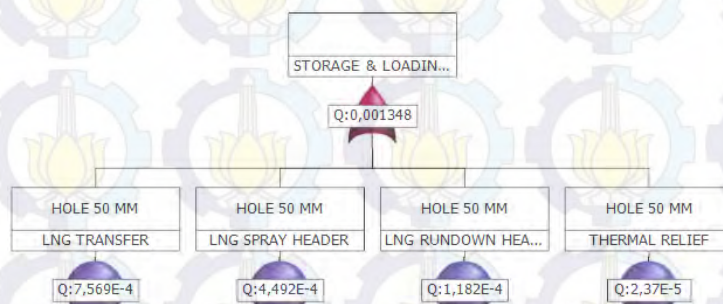 STORAGE & LOADIN...
Q:0,001348
HOLE 50 MM HOLE 50 MM HOLE 50 MM HOLE 50 MM
LNG TRANSFER LNG SPRAY HEADER LNG RUNDOWN HEA... THERMAL RELIEF
Q:7,569E-4 Q:4,492E-4 Q:1,182E-4 Q:2,37E-5